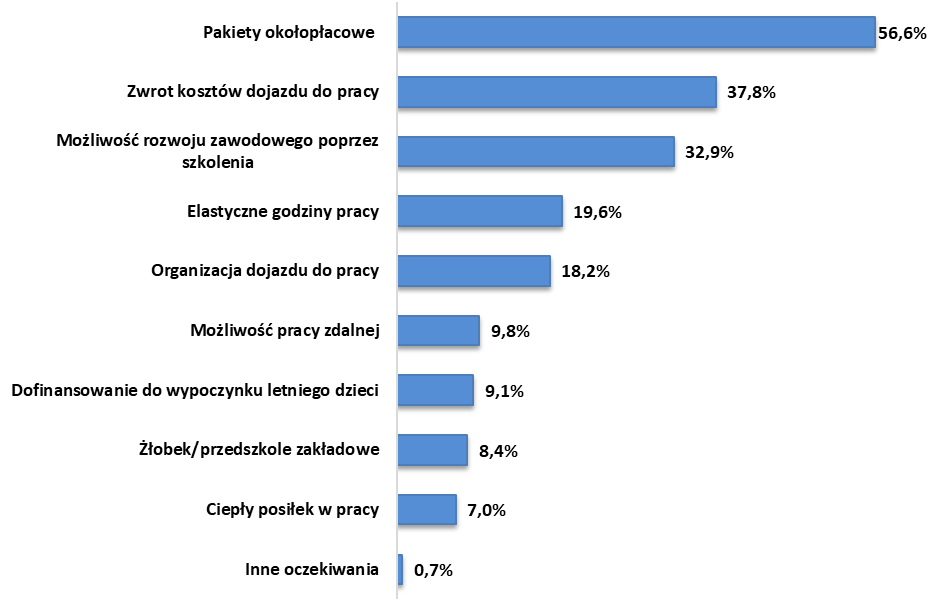 Pakiety okołopłacowe 56,6%
Zwrot kosztów dojazdu do pracy 37,8%
Możliwość rozwoju zawodowego poprzez
szkolenia 32,9%
Elastyczne godziny pracy 19,6%
Organizacja dojazdu do pracy 18,2%
Możliwość pracy zdalnej 9,8%
Dofinansowanie do wypoczynku letniego dzieci 9,1%
Żłobek/przedszkole zakładowe 8,4%
Ciepły posiłek w pracy 7,0%
Inne oczekiwania 0,7%